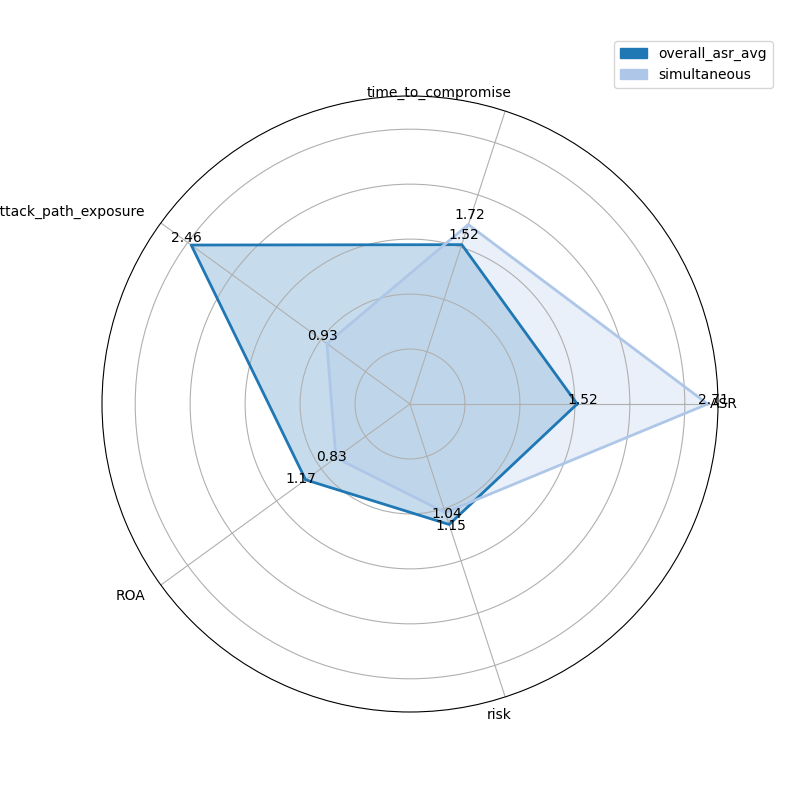 overall_asr_avg
simultaneous
time_to_compromise
ttack_path_exposure
1.72
2.46
1.52
0.93
1.52
2.71
ASR
0.83
1.17
1.04
1.15
ROA
risk